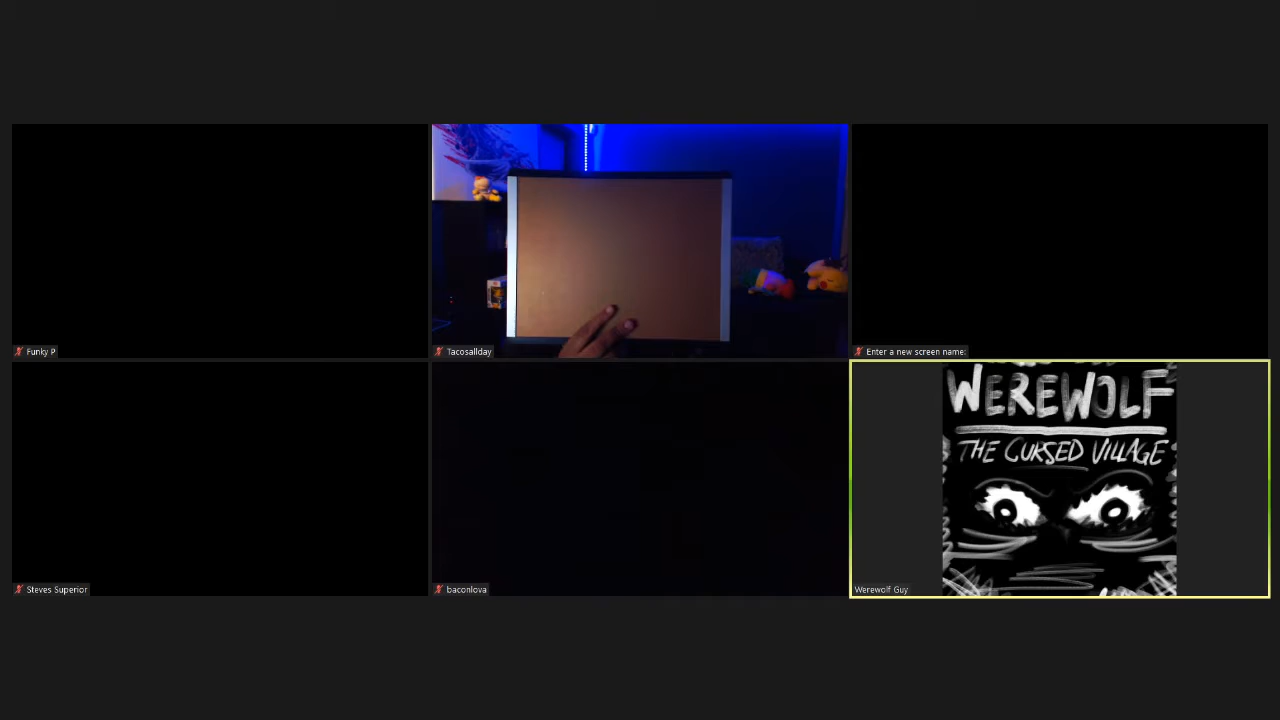 Funky P
Tacosallday
Enter a new screen name:
WEREWOLF
THE CURSED VILLAGE
Steves Superior
baconlova
Werewolf Guy